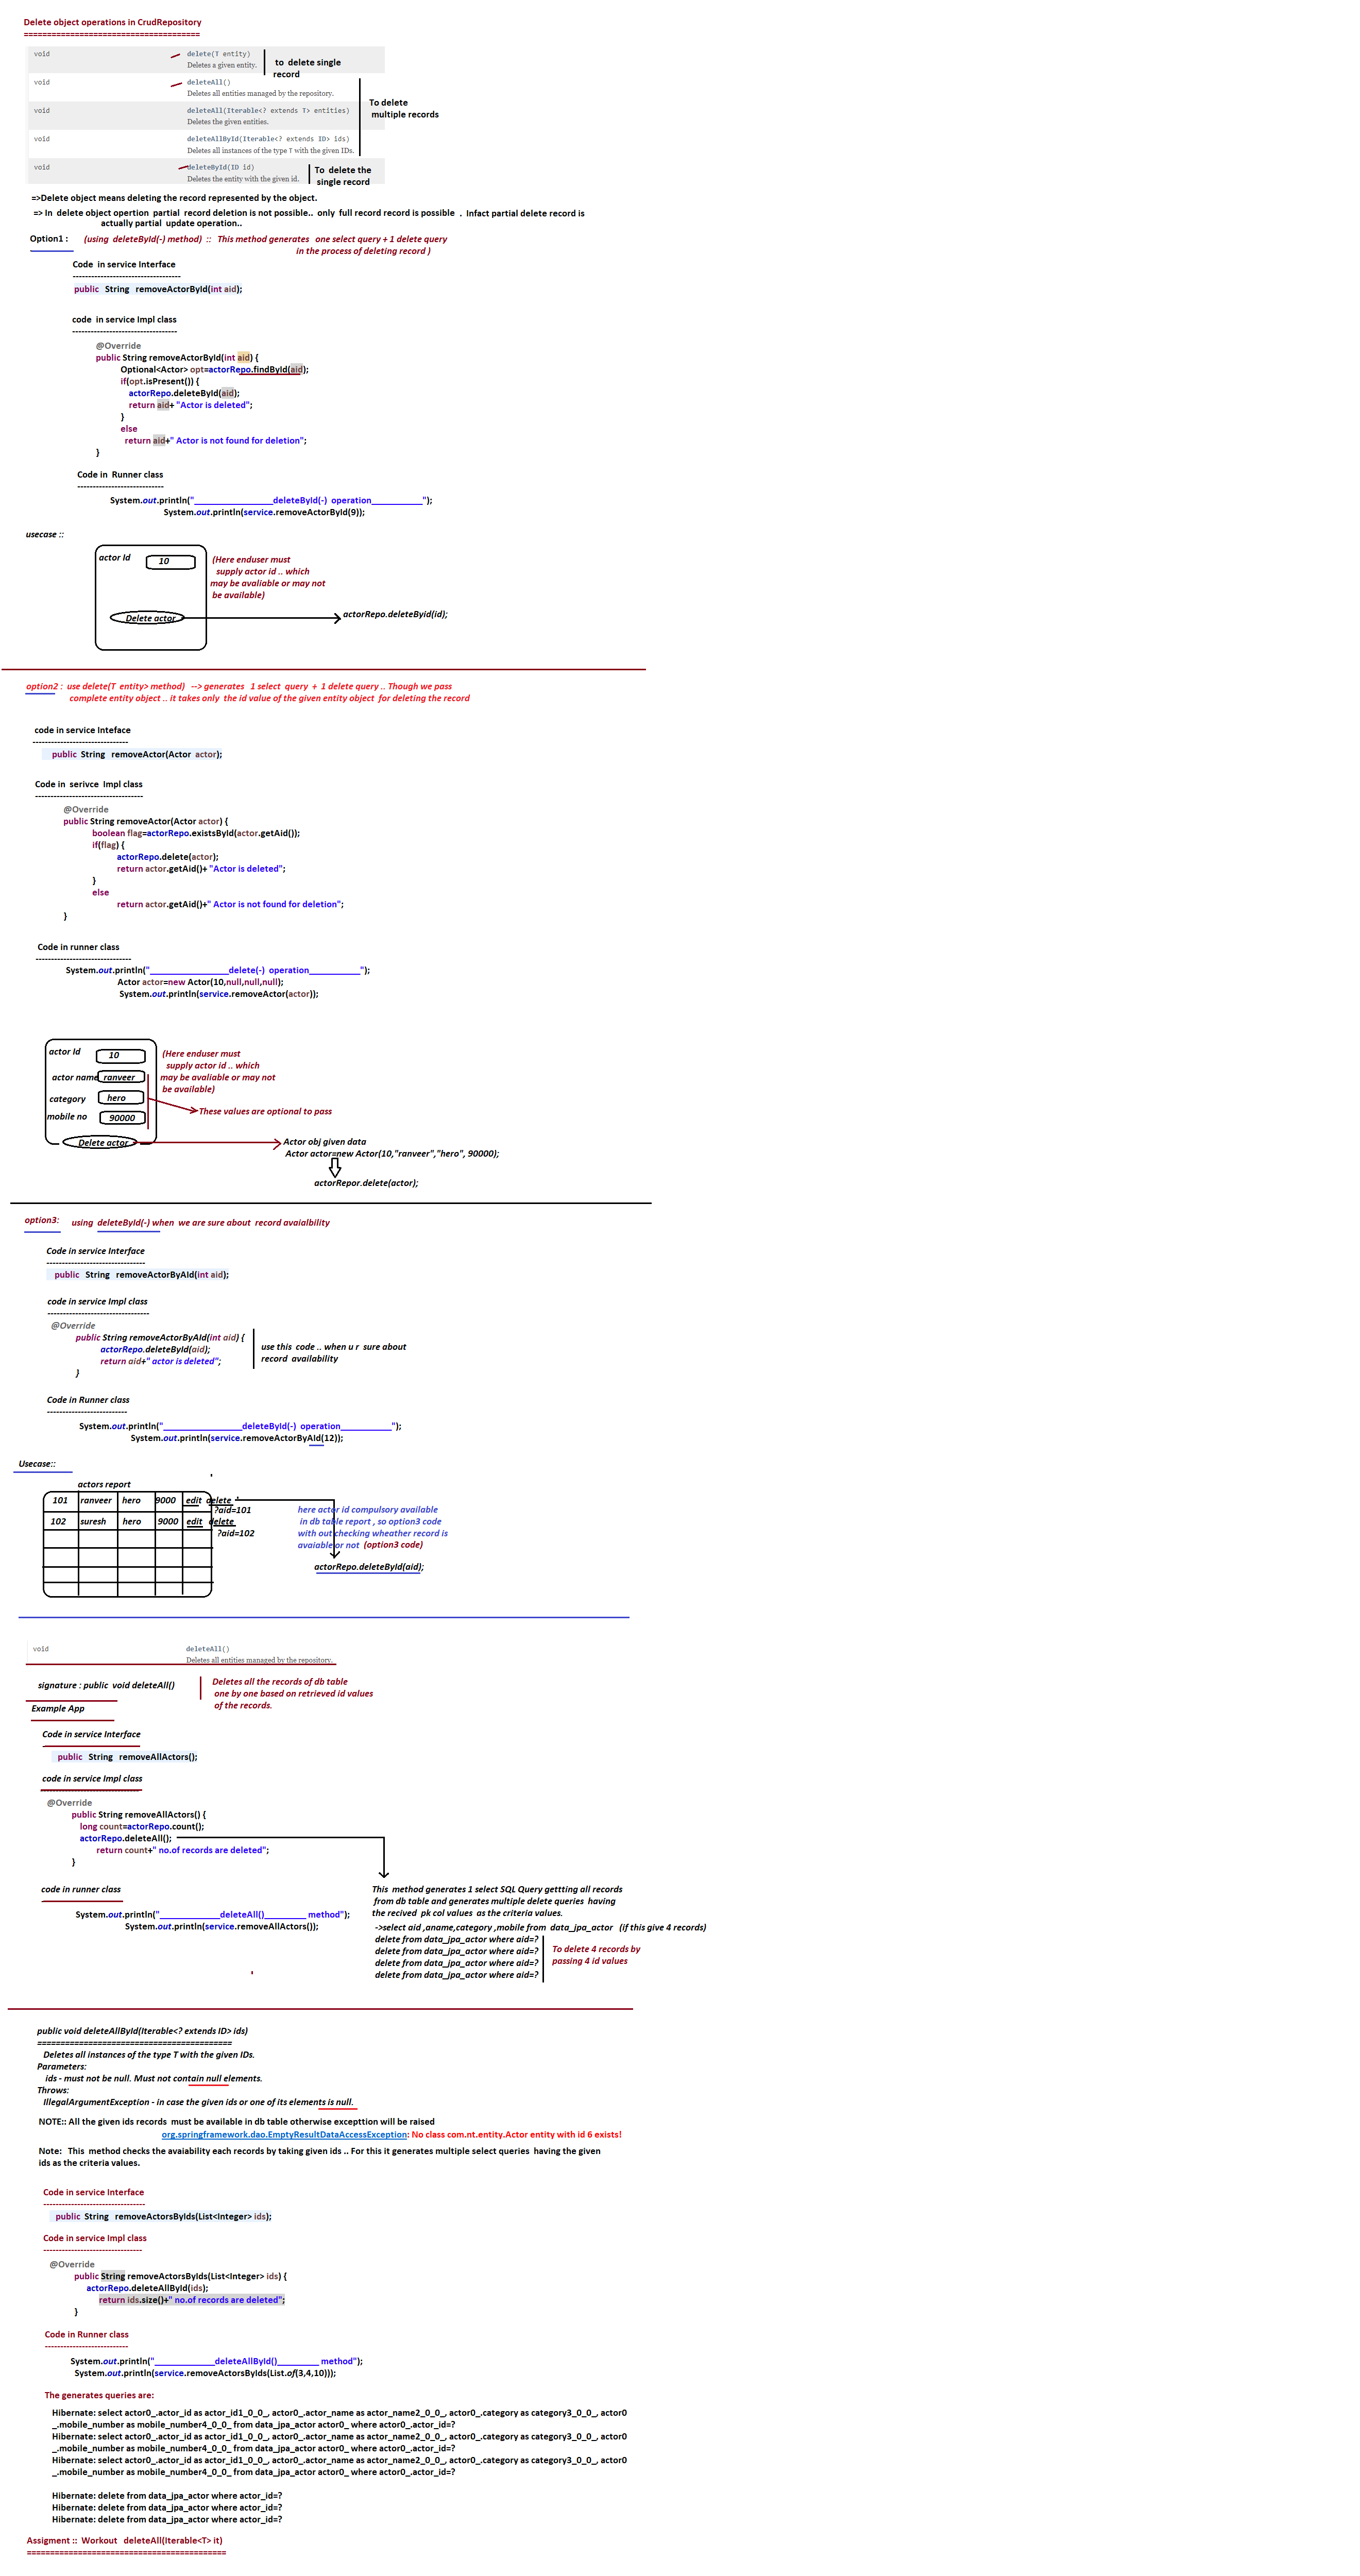 Delete object operations in CrudRepository
======================================
void delete(T entity)
Deletes a given entity.
to delete single
record
void deleteAll()
Deletes all entities managed by the repository.
To delete
multiple records
void deleteAll(Iterable<? extends T> entities)
Deletes the given entities.
void deleteAllById(Iterable<? extends ID> ids)
Deletes all instances of the type T with the given IDs.
void deleteById(ID id)
Deletes the entity with the given id.
To delete the
single record
=>Delete object means deleting the record represented by the object.
=> In delete object opertion partial record deletion is not possible.. only full record record is possible . Infact partial delete record is
actually partial update operation..
Option1 : (using deleteById(-) method) :: This method generates one select query + 1 delete query
in the process of deleting record )
Code in service Interface
-----------------------------------
public String removeActorById(int aid);
code in service Impl class
----------------------------------
@Override
public String removeActorById(int aid) {
Optional<Actor> opt=actorRepo.findById(aid);
if(opt.isPresent()) {
actorRepo.deleteById(aid);
return aid+ "Actor is deleted";
}
else
return aid+" Actor is not found for deletion";
}
Code in Runner class
----------------------------
System.out.println("_________________deleteById(-) operation___________");
System.out.println(service.removeActorById(9));
usecase ::
actor Id 10
(Here enduser must
supply actor id .. which
may be avaliable or may not
be available)
Delete actor
actorRepo.deleteByid(id);
option2 : use delete(T entity> method) --> generates 1 select query + 1 delete query .. Though we pass
complete entity object .. it takes only the id value of the given entity object for deleting the record
code in service Inteface
-------------------------------
public String removeActor(Actor actor);
Code in serivce Impl class
-----------------------------------
@Override
public String removeActor(Actor actor) {
boolean flag=actorRepo.existsById(actor.getAid());
if(flag) {
actorRepo.delete(actor);
return actor.getAid()+ "Actor is deleted";
}
else
return actor.getAid()+" Actor is not found for deletion";
}
Code in runner class
-------------------------------
System.out.println("_________________delete(-) operation___________");
Actor actor=new Actor(10,null,null,null);
System.out.println(service.removeActor(actor));
actor Id 10
actor name ranveer
category hero
mobile no 90000
(Here enduser must
supply actor id .. which
may be avaliable or may not
be available)
These values are optional to pass
Delete actor
Actor obj given data
Actor actor=new Actor(10,"ranveer","hero", 90000);
actorRepor.delete(actor);
option3: using deleteById(-) when we are sure about record avaialbility
Code in service Interface
--------------------------------
public String removeActorByAId(int aid);
code in service Impl class
---------------------------------
@Override
public String removeActorByAId(int aid) {
actorRepo.deleteById(aid);
return aid+" actor is deleted";
}
use this code .. when u r sure about
record availability
Code in Runner class
--------------------------
System.out.println("_________________deleteById(-) operation___________");
System.out.println(service.removeActorByAId(12));
Usecase::
actors report
101 ranveer hero 9000 edit delete
?aid=101
102 suresh hero 9000 edit delete
?aid=102
here actor id compulsory available
in db table report , so option3 code
with out checking wheather record is
avaiable or not (option3 code)
actorRepo.deleteById(aid);
void deleteAll()
Deletes all entities managed by the repository.
signature : public void deleteAll()
Deletes all the records of db table
one by one based on retrieved id values
of the records.
Example App
Code in service Interface
public String removeAllActors();
code in service Impl class
@Override
public String removeAllActors() {
long count=actorRepo.count();
actorRepo.deleteAll();
return count+" no.of records are deleted";
}
code in runner class
System.out.println("_____________deleteAll()_________ method");
System.out.println(service.removeAllActors());
This method generates 1 select SQL Query gettting all records
from db table and generates multiple delete queries having
the recived pk col values as the criteria values.
->select aid ,aname,category ,mobile from data_jpa_actor (if this give 4 records)
delete from data_jpa_actor where aid=?
delete from data_jpa_actor where aid=?
delete from data_jpa_actor where aid=?
delete from data_jpa_actor where aid=?
To delete 4 records by
passing 4 id values
public void deleteAllById(Iterable<? extends ID> ids)
==========================================
Deletes all instances of the type T with the given IDs.
Parameters:
ids - must not be null. Must not contain null elements.
Throws:
IllegalArgumentException - in case the given ids or one of its elements is null.
NOTE:: All the given ids records must be available in db table otherwise excepttion will be raised
org.springframework.dao.EmptyResultDataAccessException: No class com.nt.entity.Actor entity with id 6 exists!
Note: This method checks the avaiability each records by taking given ids .. For this it generates multiple select queries having the given
ids as the criteria values.
Code in service Interface
---------------------------------
public String removeActorsByIds(List<Integer> ids);
Code in service Impl class
--------------------------------
@Override
public String removeActorsByIds(List<Integer> ids) {
actorRepo.deleteAllById(ids);
return ids.size()+" no.of records are deleted";
}
Code in Runner class
---------------------------
System.out.println("_____________deleteAllById()_________ method");
System.out.println(service.removeActorsByIds(List.of(3,4,10)));
The generates queries are:
Hibernate: select actor0_.actor_id as actor_id1_0_0_, actor0_.actor_name as actor_name2_0_0_, actor0_.category as category3_0_0_, actor0
_.mobile_number as mobile_number4_0_0_ from data_jpa_actor actor0_ where actor0_.actor_id=?
Hibernate: select actor0_.actor_id as actor_id1_0_0_, actor0_.actor_name as actor_name2_0_0_, actor0_.category as category3_0_0_, actor0
_.mobile_number as mobile_number4_0_0_ from data_jpa_actor actor0_ where actor0_.actor_id=?
Hibernate: select actor0_.actor_id as actor_id1_0_0_, actor0_.actor_name as actor_name2_0_0_, actor0_.category as category3_0_0_, actor0
_.mobile_number as mobile_number4_0_0_ from data_jpa_actor actor0_ where actor0_.actor_id=?
Hibernate: delete from data_jpa_actor where actor_id=?
Hibernate: delete from data_jpa_actor where actor_id=?
Hibernate: delete from data_jpa_actor where actor_id=?
Assigment :: Workout deleteAll(Iterable<T> it)
===========================================